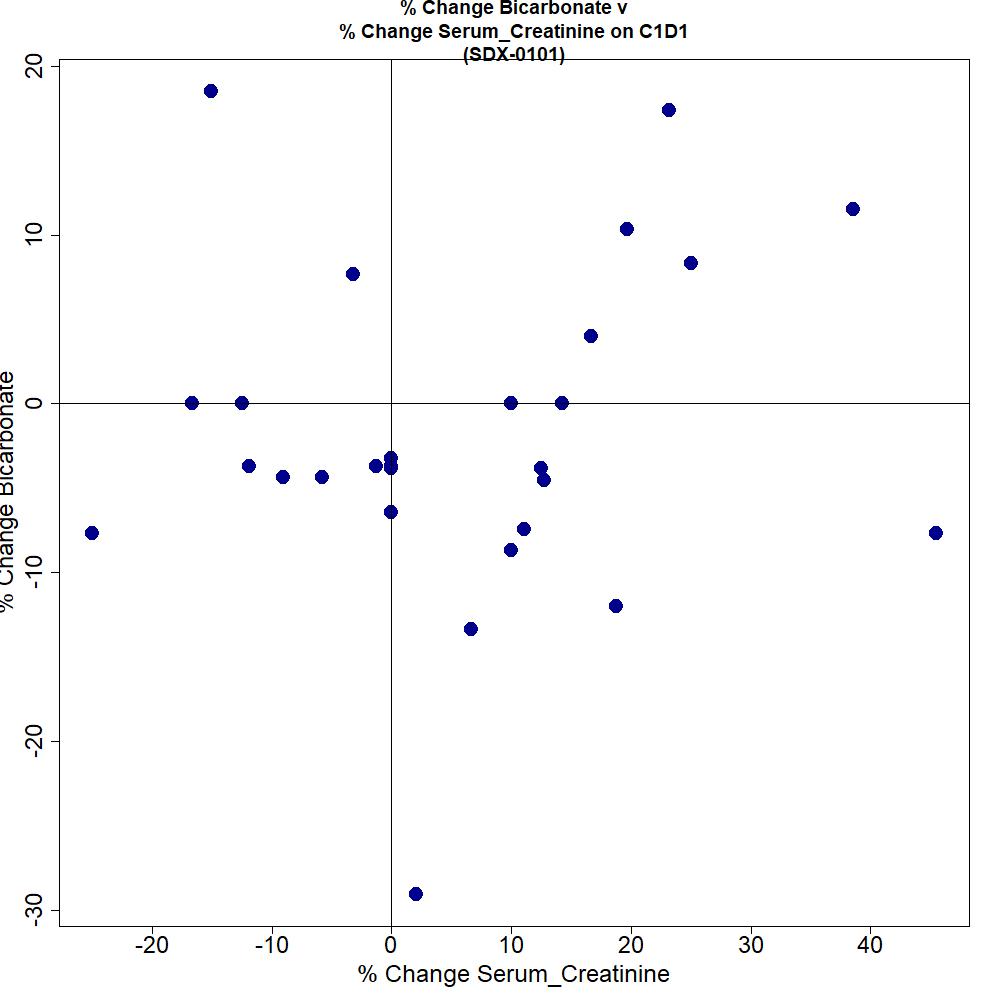 % Change Bicarbonate v
% Change Serum_Creatinine on C1D1
(SDX-0101)
% Change Bicarbonate
20
10
0
-10
-20
-30
-20
-10
0
10
20
30
40
% Change Serum_Creatinine